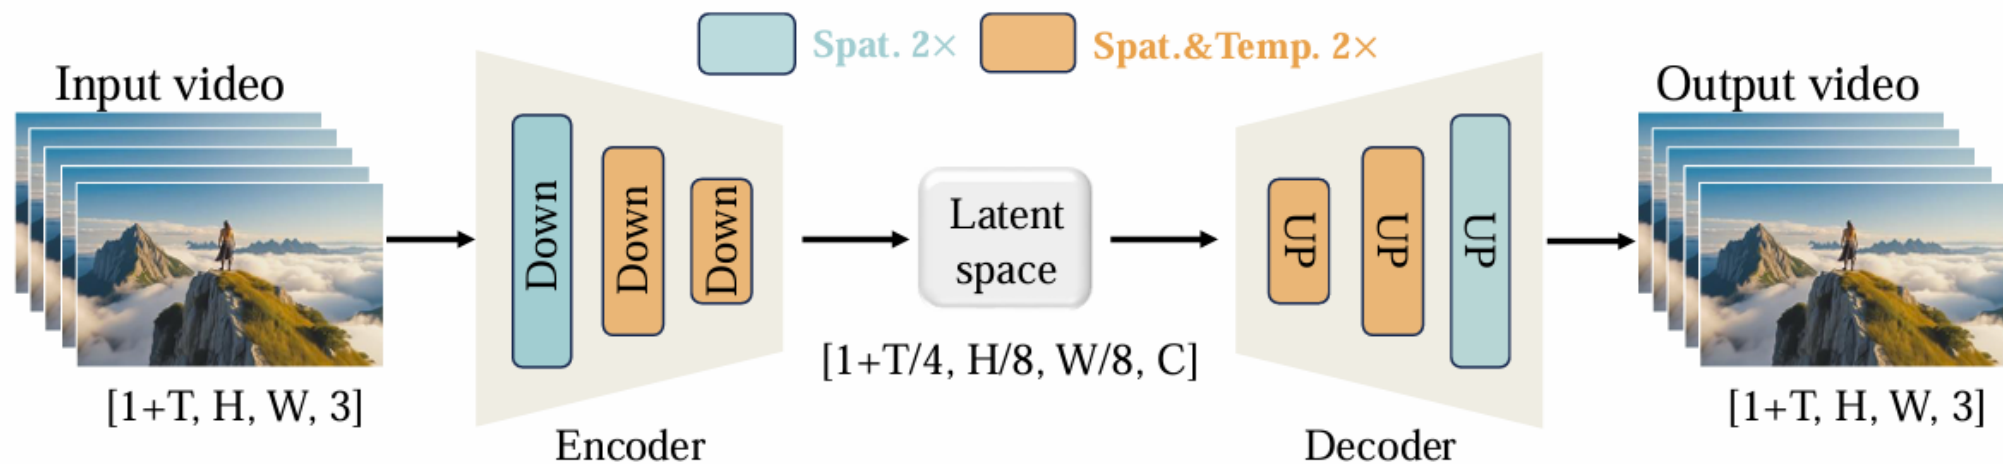 Spat. 2×
Spat.&Temp. 2×
Input video
Output video
Down
Down
Down
Latent
space
UP
UP
UP
[1+T/4, H/8, W/8, C]
[1+T, H, W, 3]
[1+T, H, W, 3]
Encoder
Decoder